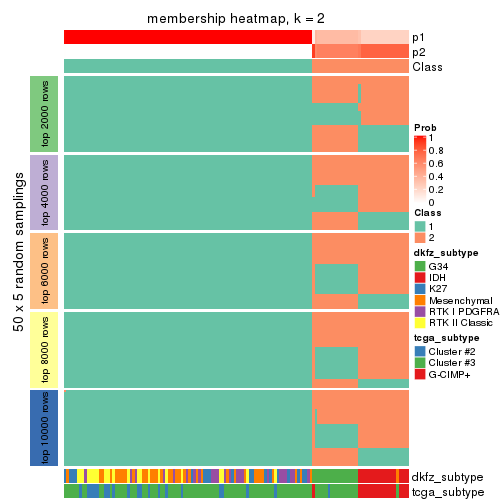 membership heatmap, k = 2
p1
p2
Class
50 x 5 random samplings
top 2000 rows
top 4000 rows
top 6000 rows
top 8000 rows
top 10000 rows
Prob
1
0.8
0.6
0.4
0.2
0
Class
1
2
dkfz_subtype
G34
IDH
K27
Mesenchymal
RTK I PDGFRA
RTK II Classic
tcga_subtype
Cluster #2
Cluster #3
G-CIMP+
dkfz_subtype
tcga_subtype